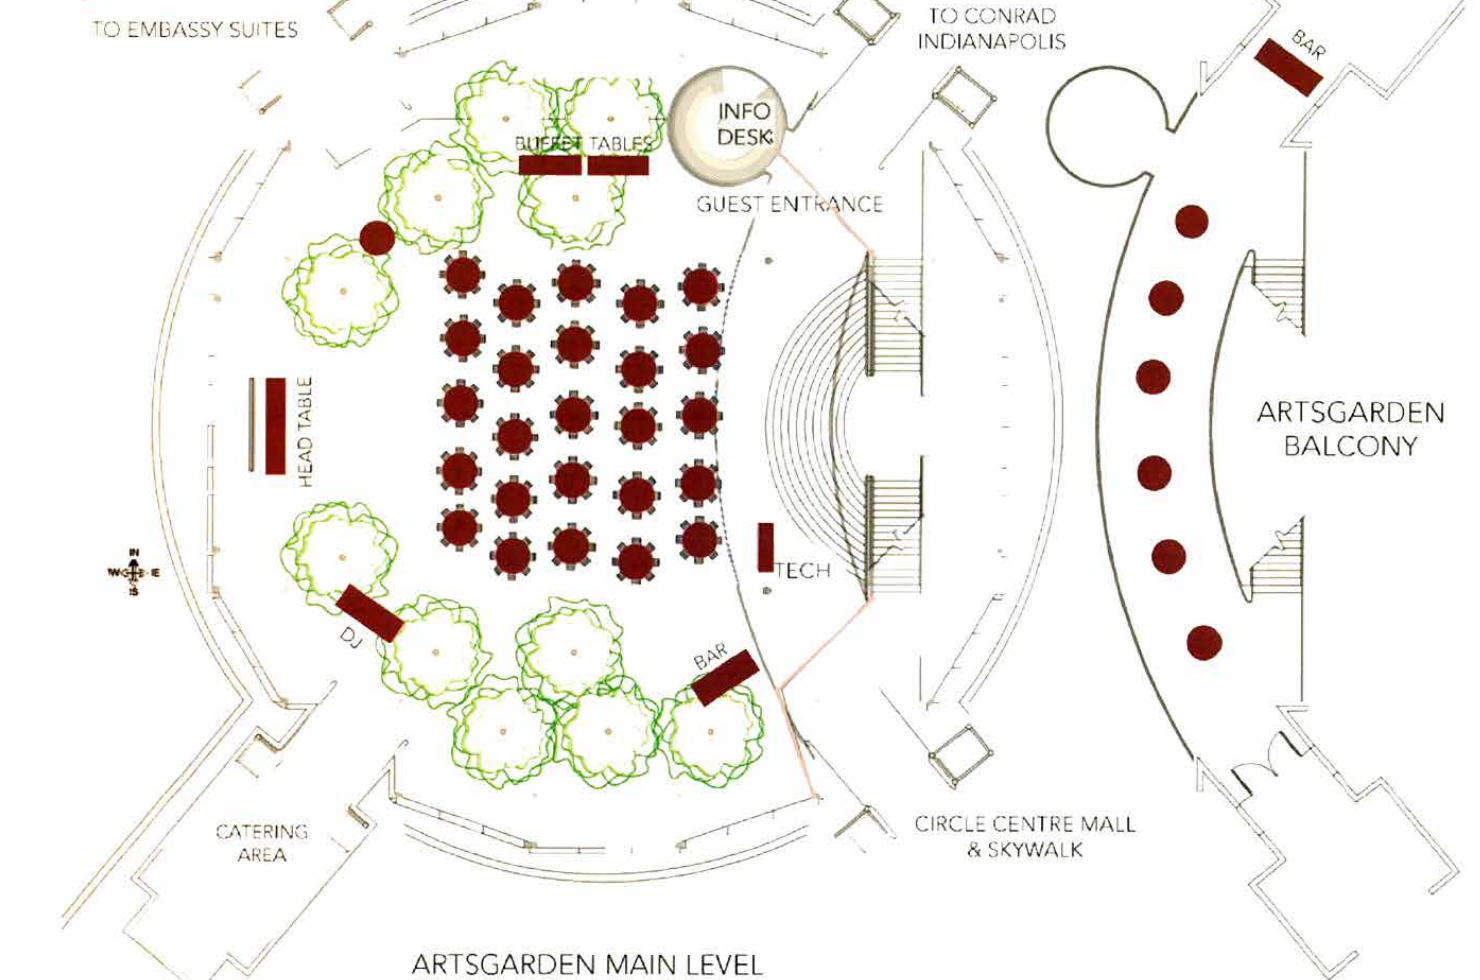 TO EMBASSY SUITES
TO CONRAD
INDIANAPOLIS
BAR
INFO
DESK
BUFFET TABLES
GUEST ENTRANCE
HEAD TABLE
ARTSGARDEN
BALCONY
N
W E
S
TECH
DJ
BAR
CATERING
AREA
CIRCLE CENTRE MALL
& SKYWALK
ARTSGARDEN MAIN LEVEL